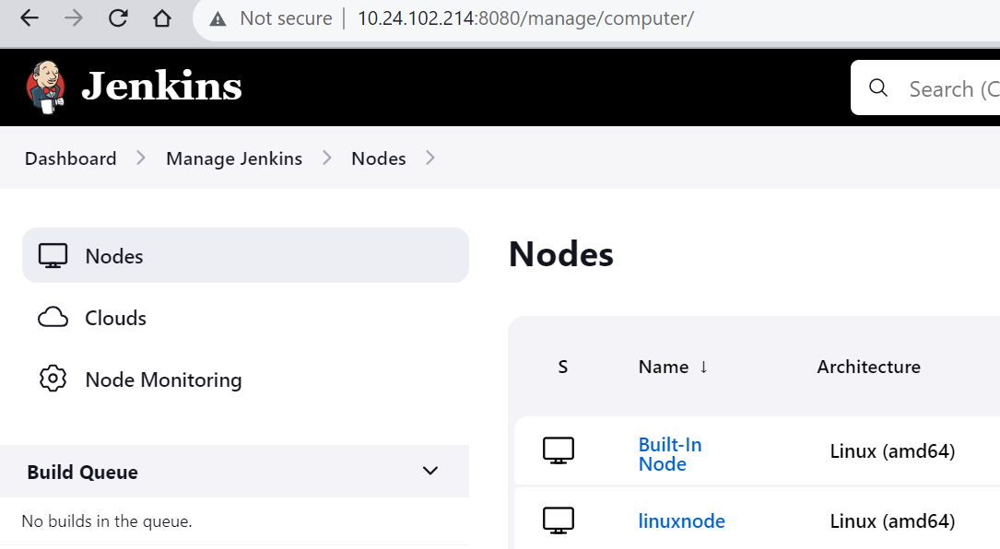 Not secure | 10.24.102.214:8080/manage/computer/
Jenkins
Search (C
Dashboard > Manage Jenkins > Nodes >
Nodes
Clouds
Node Monitoring
Build Queue
No builds in the queue.
Nodes
S Name ↓ Architecture
Built-In
Node
Linux (amd64)
linuxnode Linux (amd64)